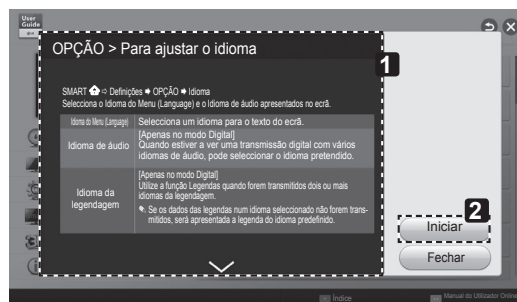 User
Guide
OPÇÃO > Para ajustar o idioma
1
SMART ⇨ Definições ➡ OPÇÃO ➡ Idioma
Selecciona o Idioma do Menu (Language) e o Idioma de áudio apresentados no ecrã.
Idioma do Menu (Language) Selecciona um idioma para o texto do ecrã.
Idioma de áudio
[Apenas no modo Digital]
Quando estiver a ver uma transmissão digital com vários
idiomas de áudio, pode seleccionar o idioma pretendido.
Idioma da
legendagem
[Apenas no modo Digital]
Utilize a função Legendas quando forem transmitidos dois ou mais
idiomas da legendagem.
Se os dados das legendas num idioma seleccionado não forem trans-
mitidos, será apresentada a legenda do idioma predefinido.
2
Iniciar
Fechar
Índice
Manual do Utilizador Online